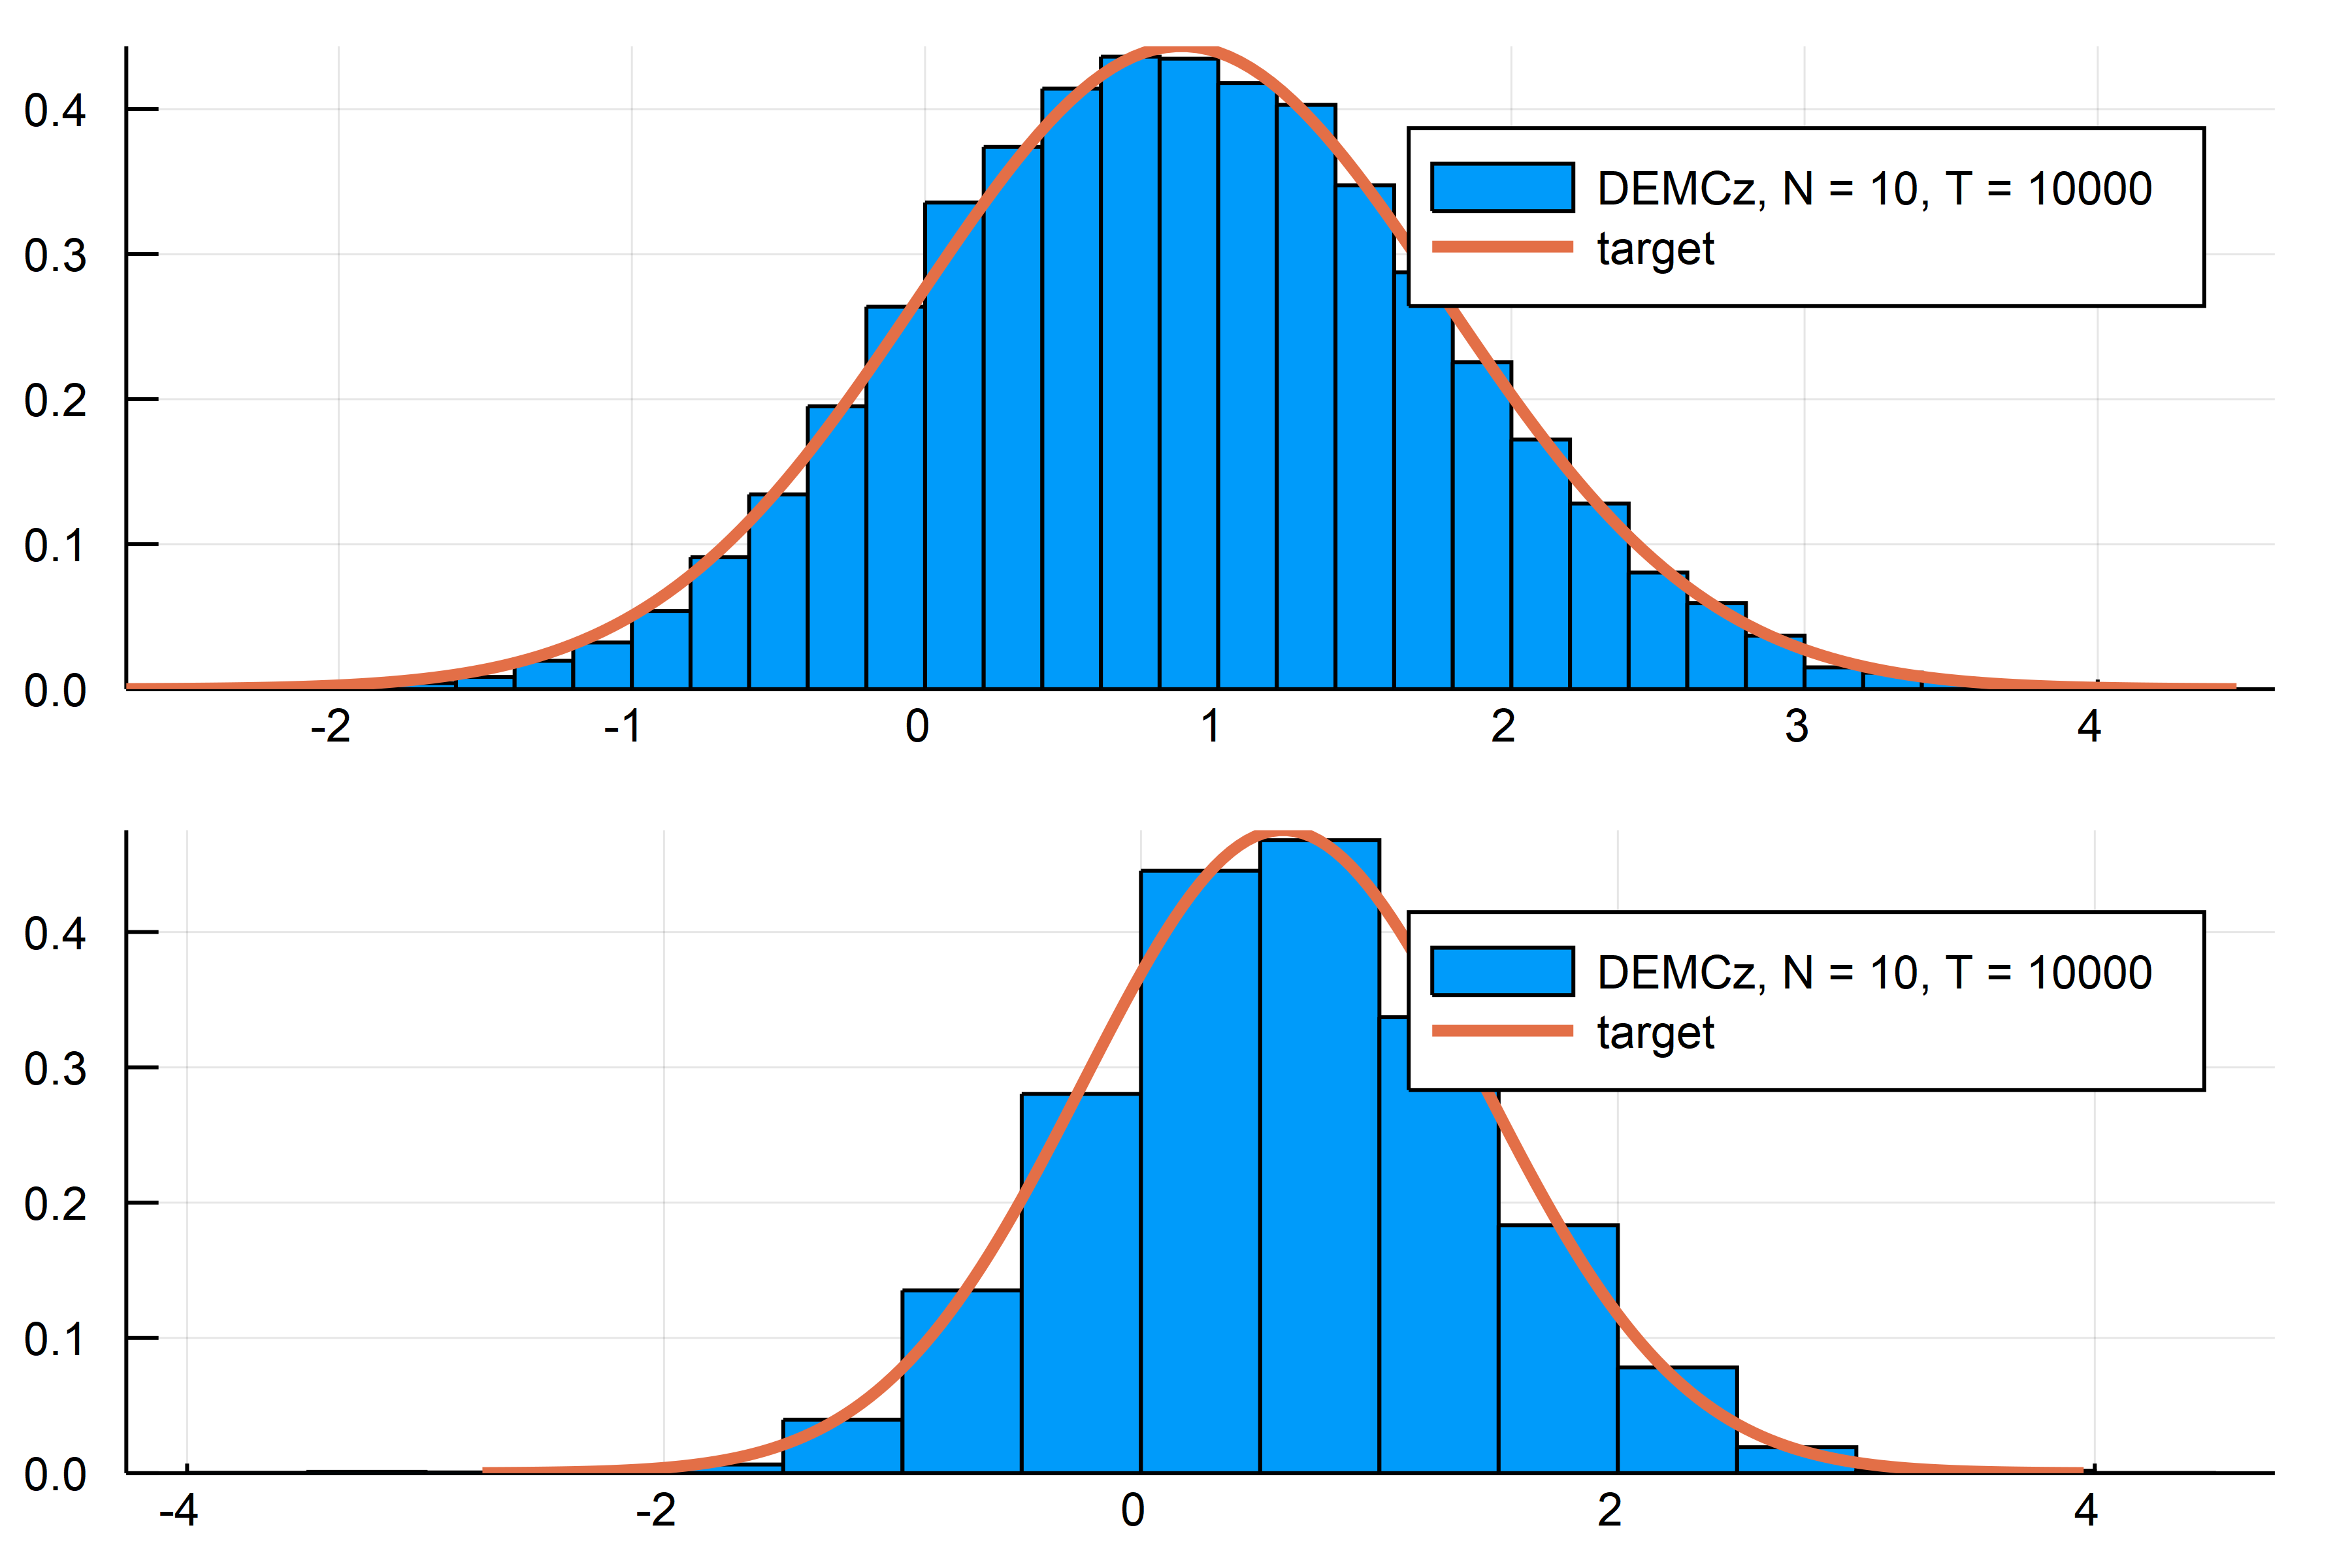 0.4
0.3
0.2
0.1
0.0
DEMCz, N = 10, T = 10000
target
-2 -1 0 1 2 3 4
0.4
0.3
0.2
0.1
0.0
DEMCz, N = 10, T = 10000
target
-4 -2 0 2 4